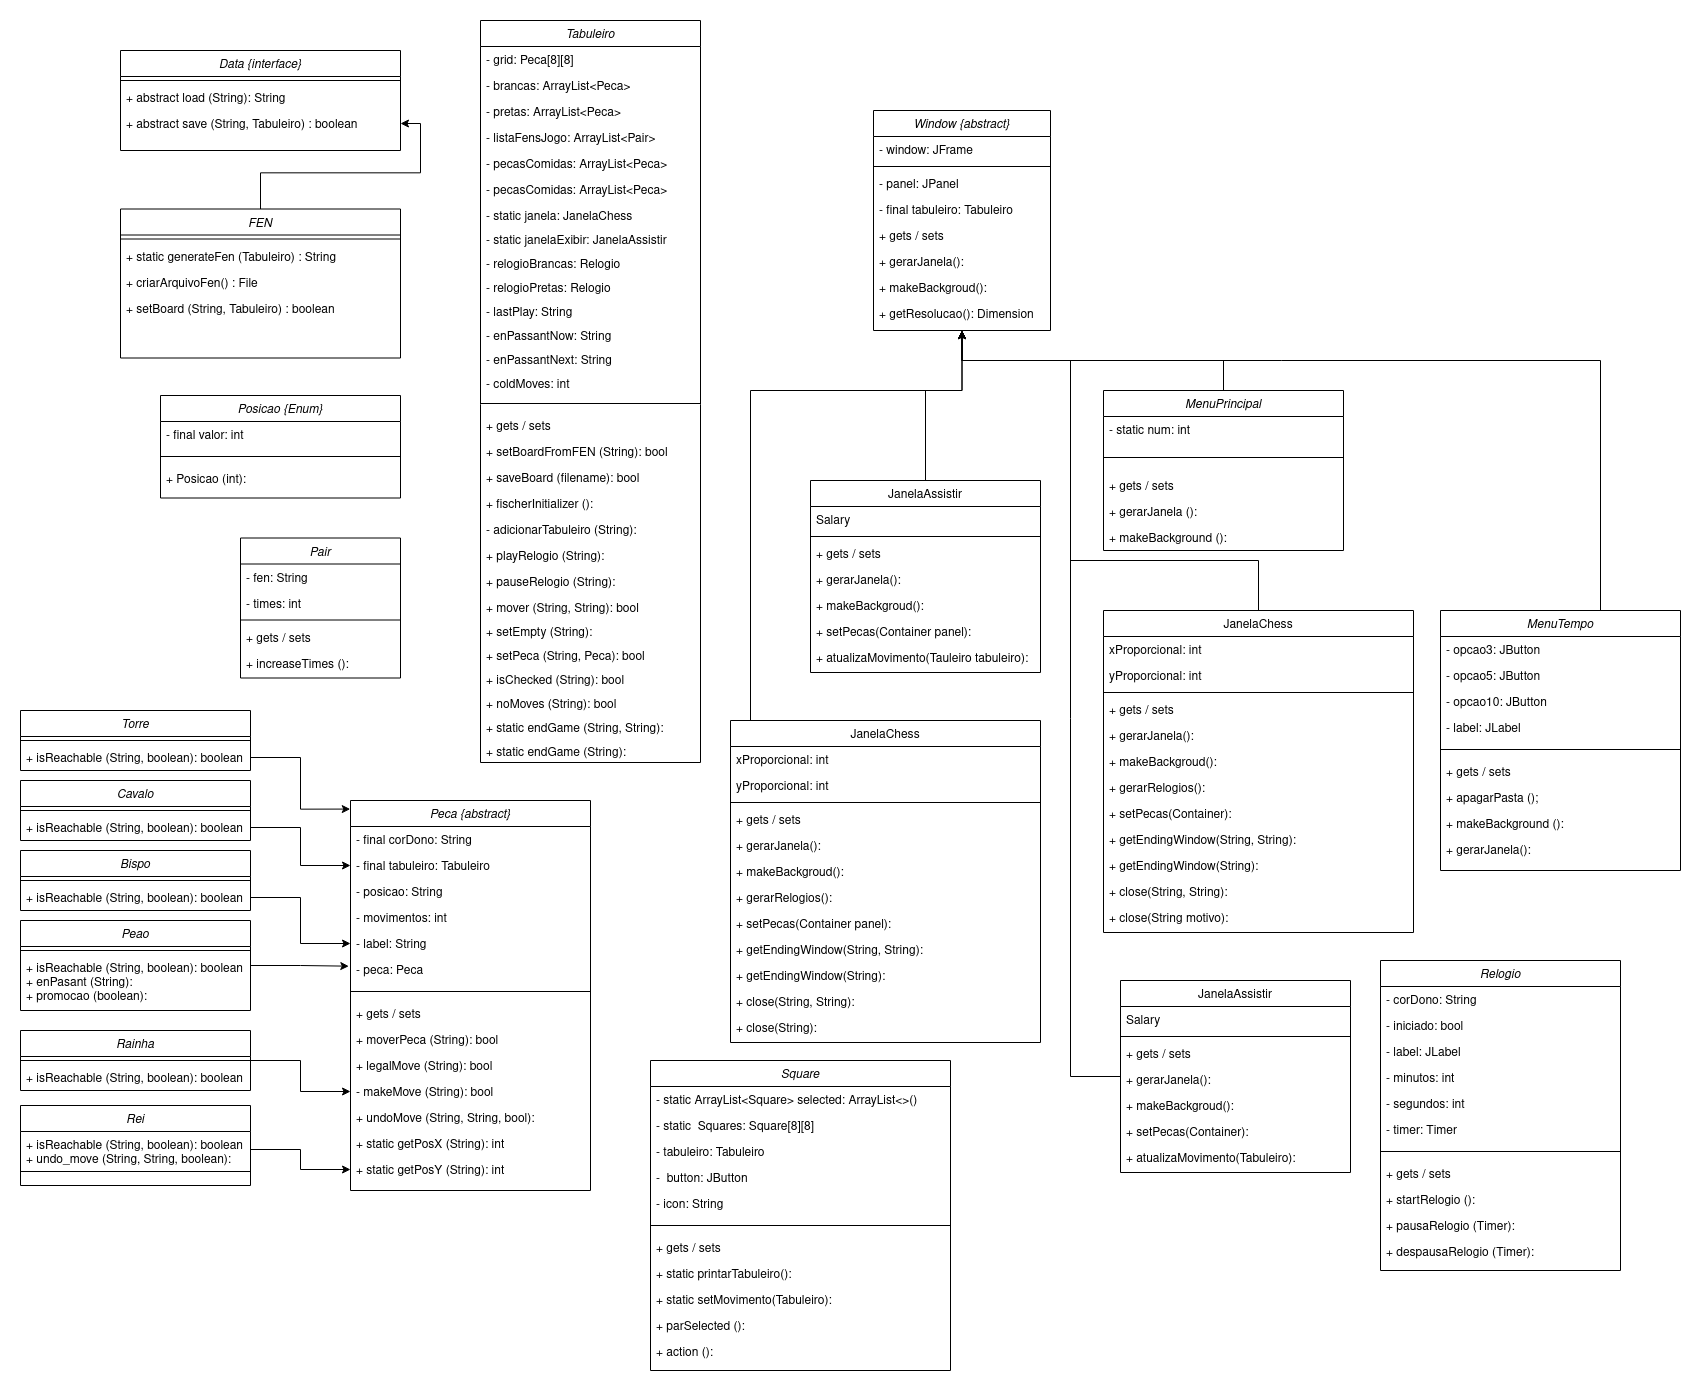 Data {interface}
+ abstract load (String): String
+ abstract save (String, Tabuleiro) : boolean
FEN
+ static generateFen (Tabuleiro) : String
+ criarArquivoFen() : File
+ setBoard (String, Tabuleiro) : boolean
Posicao {Enum}
- final valor: int
+ Posicao (int):
Pair
- fen: String
- times: int
+ gets / sets
+ increaseTimes ():
Torre
+ isReachable (String, boolean): boolean
Cavalo
+ isReachable (String, boolean): boolean
Bispo
+ isReachable (String, boolean): boolean
Peao
+ isReachable (String, boolean): boolean
+ enPasant (String):
+ promocao (boolean):
Rainha
+ isReachable (String, boolean): boolean
Rei
+ isReachable (String, boolean): boolean
+ undo_move (String, String, boolean):
Peca {abstract}
- final corDono: String
- final tabuleiro: Tabuleiro
- posicao: String
- movimentos: int
- label: String
- peca: Peca
+ gets / sets
+ moverPeca (String): bool
+ legalMove (String): bool
- makeMove (String): bool
+ undoMove (String, String, bool):
+ static getPosX (String): int
+ static getPosY (String): int
Tabuleiro
- grid: Peca[8][8]
- brancas: ArrayList<Peca>
- pretas: ArrayList<Peca>
- listaFensJogo: ArrayList<Pair>
- pecasComidas: ArrayList<Peca>
- pecasComidas: ArrayList<Peca>
- static janela: JanelaChess
- static janelaExibir: JanelaAssistir
- relogioBrancas: Relogio
- relogioPretas: Relogio
- lastPlay: String
- enPassantNow: String
- enPassantNext: String
- coldMoves: int
+ gets / sets
+ setBoardFromFEN (String): bool
+ saveBoard (filename): bool
+ fischerInitializer ():
- adicionarTabuleiro (String):
+ playRelogio (String):
+ pauseRelogio (String):
+ mover (String, String): bool
+ setEmpty (String):
+ setPeca (String, Peca): bool
+ isChecked (String): bool
+ noMoves (String): bool
+ static endGame (String, String):
+ static endGame (String):
Window {abstract}
- window: JFrame
- panel: JPanel
- final tabuleiro: Tabuleiro
+ gets / sets
+ gerarJanela():
+ makeBackgroud():
+ getResolucao(): Dimension
JanelaAssistir
Salary
+ gets / sets
+ gerarJanela():
+ makeBackgroud():
+ setPecas(Container panel):
+ atualizaMovimento(Tauleiro tabuleiro):
JanelaChess
xProporcional: int
yProporcional: int
+ gets / sets
+ gerarJanela():
+ makeBackgroud():
+ gerarRelogios():
+ setPecas(Container panel):
+ getEndingWindow(String, String):
+ getEndingWindow(String):
+ close(String, String):
+ close(String):
Square
- static ArrayList<Square> selected: ArrayList<>()
- static  Squares: Square[8][8]
- tabuleiro: Tabuleiro
-  button: JButton
- icon: String
+ gets / sets
+ static printarTabuleiro():
+ static setMovimento(Tabuleiro):
+ parSelected ():
+ action ():
MenuPrincipal
- static num: int
+ gets / sets
+ gerarJanela ():
+ makeBackground ():
JanelaChess
xProporcional: int
yProporcional: int
+ gets / sets
+ gerarJanela():
+ makeBackgroud():
+ gerarRelogios():
+ setPecas(Container):
+ getEndingWindow(String, String):
+ getEndingWindow(String):
+ close(String, String):
+ close(String motivo):
JanelaAssistir
Salary
+ gets / sets
+ gerarJanela():
+ makeBackgroud():
+ setPecas(Container):
+ atualizaMovimento(Tabuleiro):
MenuTempo
- opcao3: JButton
- opcao5: JButton
- opcao10: JButton
- label: JLabel
+ gets / sets
+ apagarPasta ();
+ makeBackground ():
+ gerarJanela():
Relogio
- corDono: String
- iniciado: bool
- label: JLabel
- minutos: int
- segundos: int
- timer: Timer
+ gets / sets
+ startRelogio ():
+ pausaRelogio (Timer):
+ despausaRelogio (Timer):